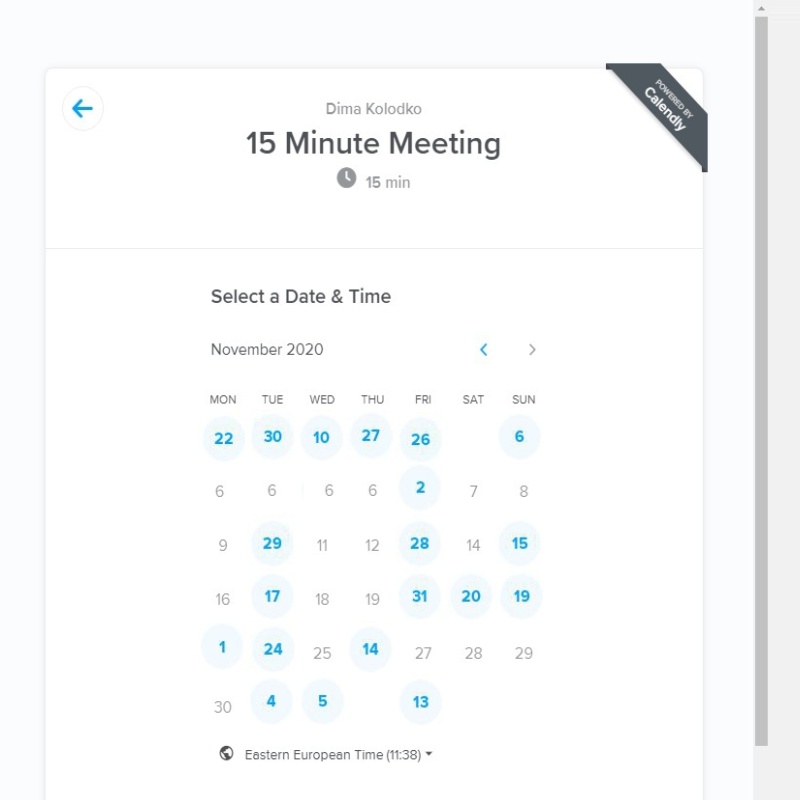 POWERED BY
Calendly
Dima Kolodko
15 Minute Meeting
15 min
Select a Date & Time
November 2020
MON TUE WED THU FRI SAT SUN
22 30 10 27 26 6
6 6 6 6 2 7 8
9 29 11 12 28 14 15
16 17 18 19 31 20 19
1 24 25 14 27 28 29
30 4 5 13
Eastern European Time (11:38)